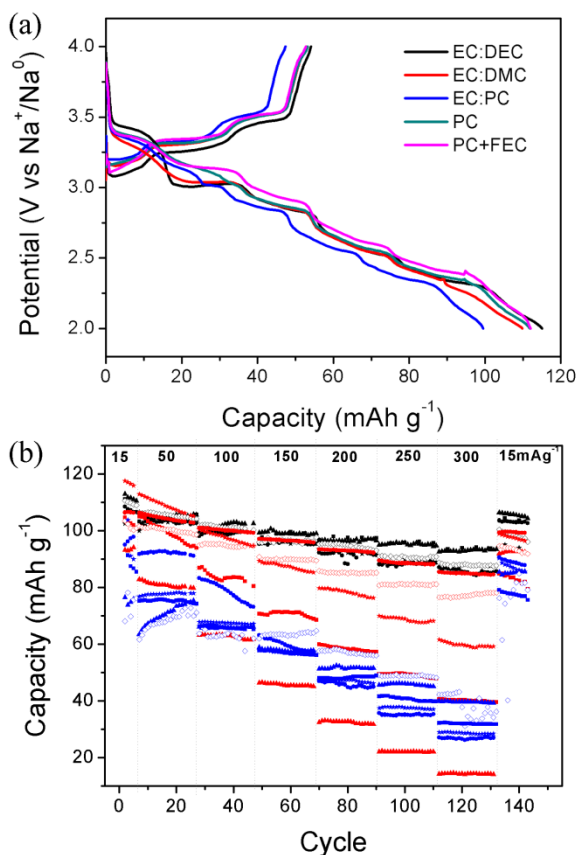 (a)
4.0
3.5
3.0
2.5
2.0
Potential (V vs Na⁺/Na⁰)
EC:DEC
EC:DMC
EC:PC
PC
PC+FEC
0 20 40 60 80 100 120
Capacity (mAh g⁻¹)
(b)
15 50 100 150 200 250 300 15mAg⁻¹
120
100
80
60
40
20
Capacity (mAh g⁻¹)
0 20 40 60 80 100 120 140
Cycle